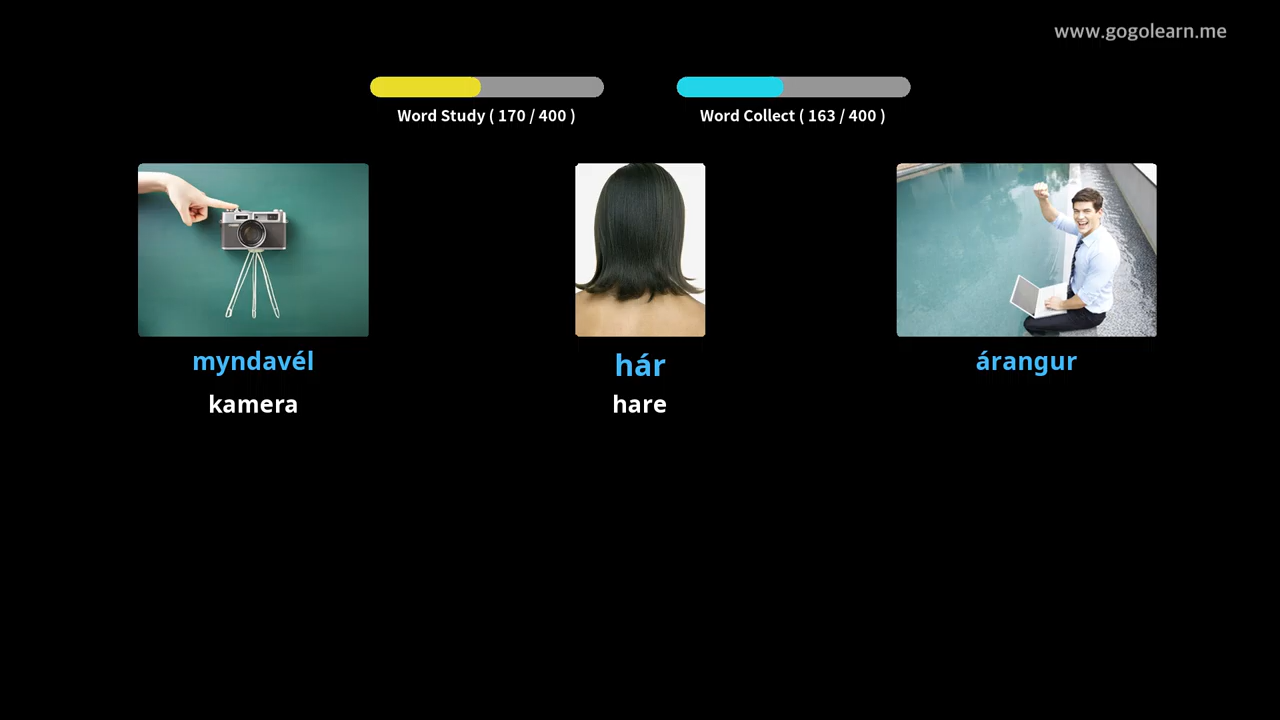 www.gogolearn.me
Word Study ( 170 / 400 )
Word Collect ( 163 / 400 )
myndavél
hár
árangur
kamera
hare